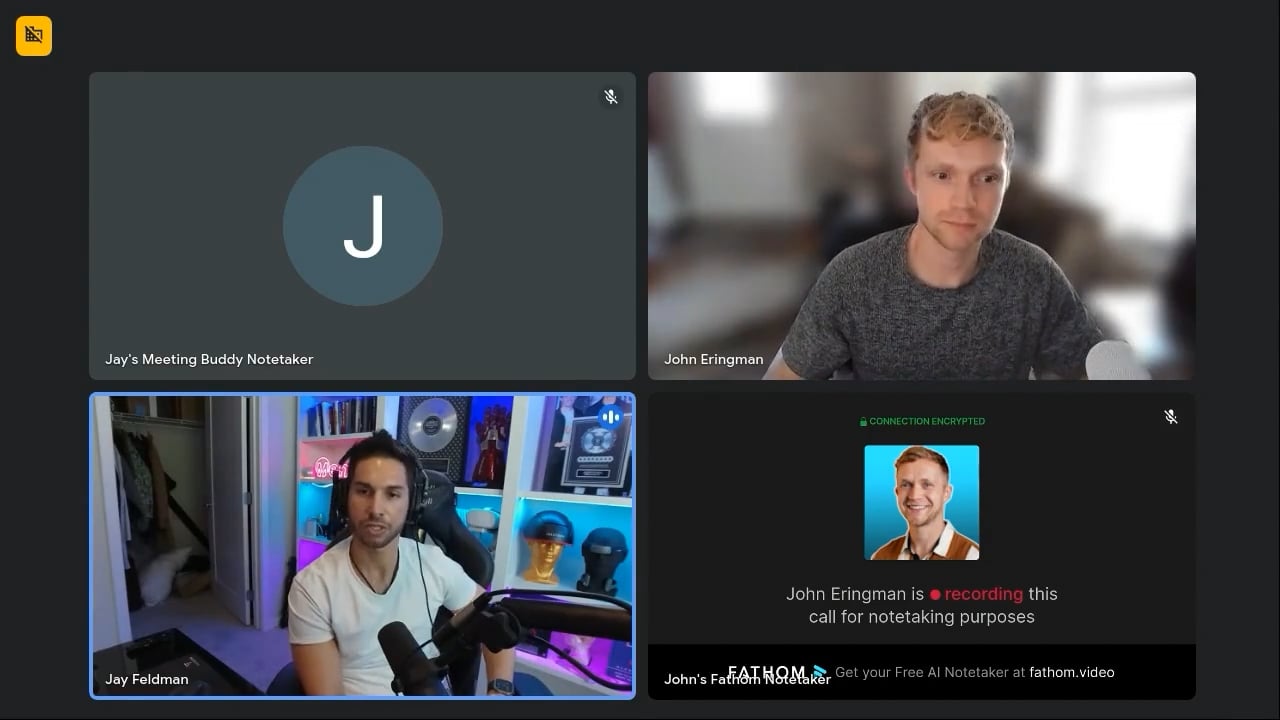 J
Jay's Meeting Buddy Notetaker
John Eringman
Jay Feldman
CONNECTION ENCRYPTED
John Eringman is recording this
call for notetaking purposes
FATHOM Get your Free AI Notetaker at fathom.video
John's Fathom Notetaker